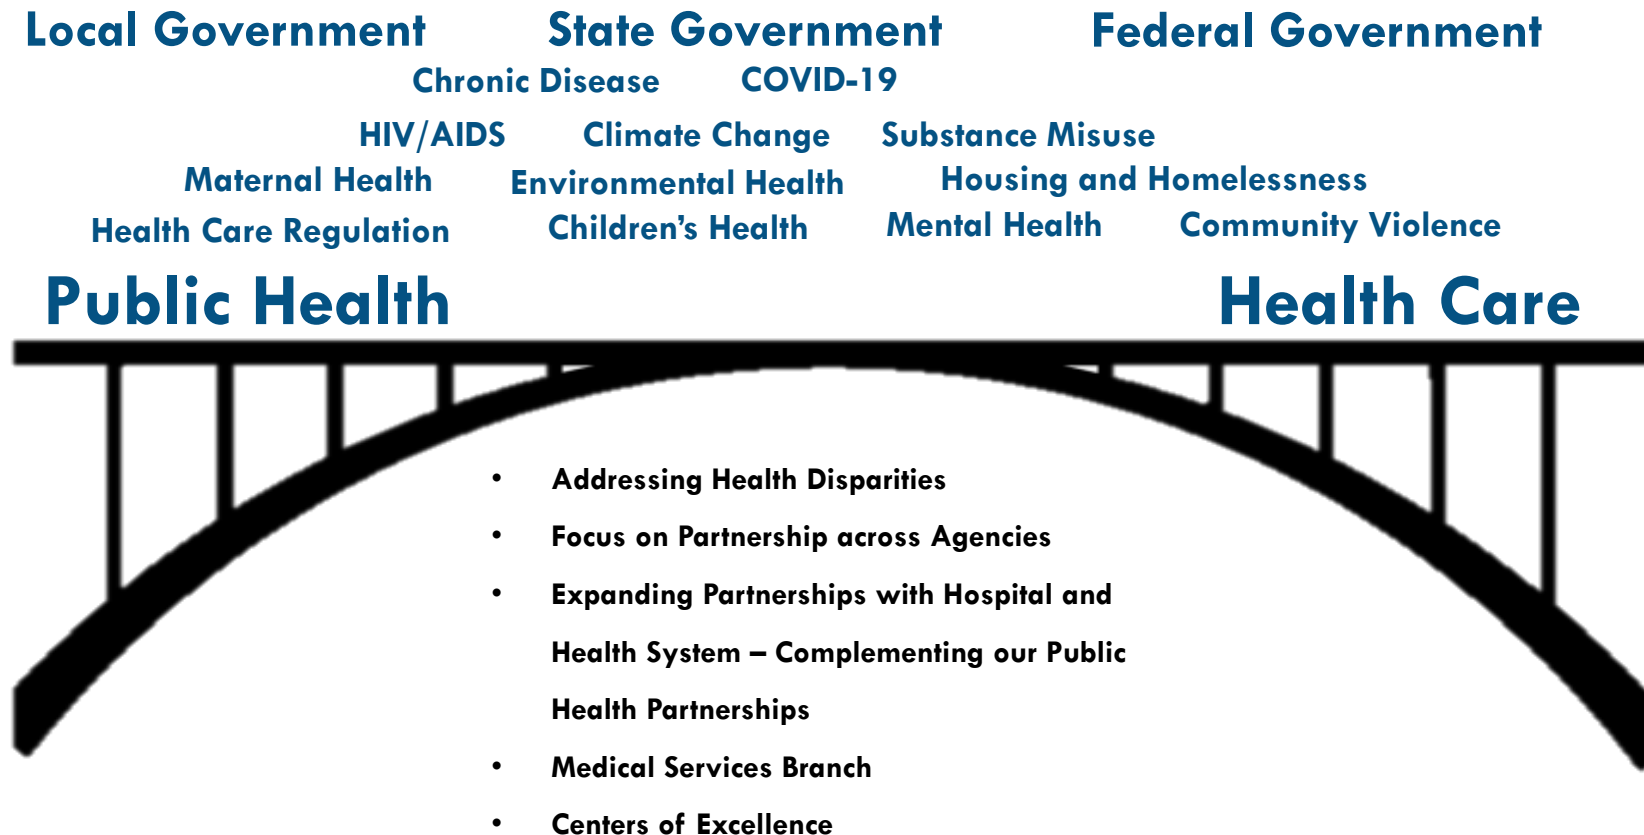 Local Government State Government Federal Government
Chronic Disease COVID-19
HIV/AIDS Climate Change Substance Misuse
Maternal Health Environmental Health Housing and Homelessness
Health Care Regulation Children's Health Mental Health Community Violence
Public Health Health Care
• Addressing Health Disparities
• Focus on Partnership across Agencies
• Expanding Partnerships with Hospital and
Health System – Complementing our Public
Health Partnerships
• Medical Services Branch
• Centers of Excellence